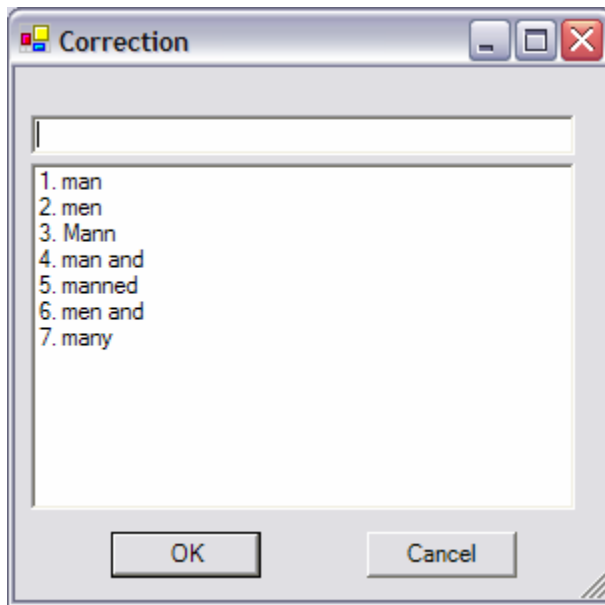 Correction
1. man
2. men
3. Mann
4. man and
5. manned
6. men and
7. many
OK
Cancel